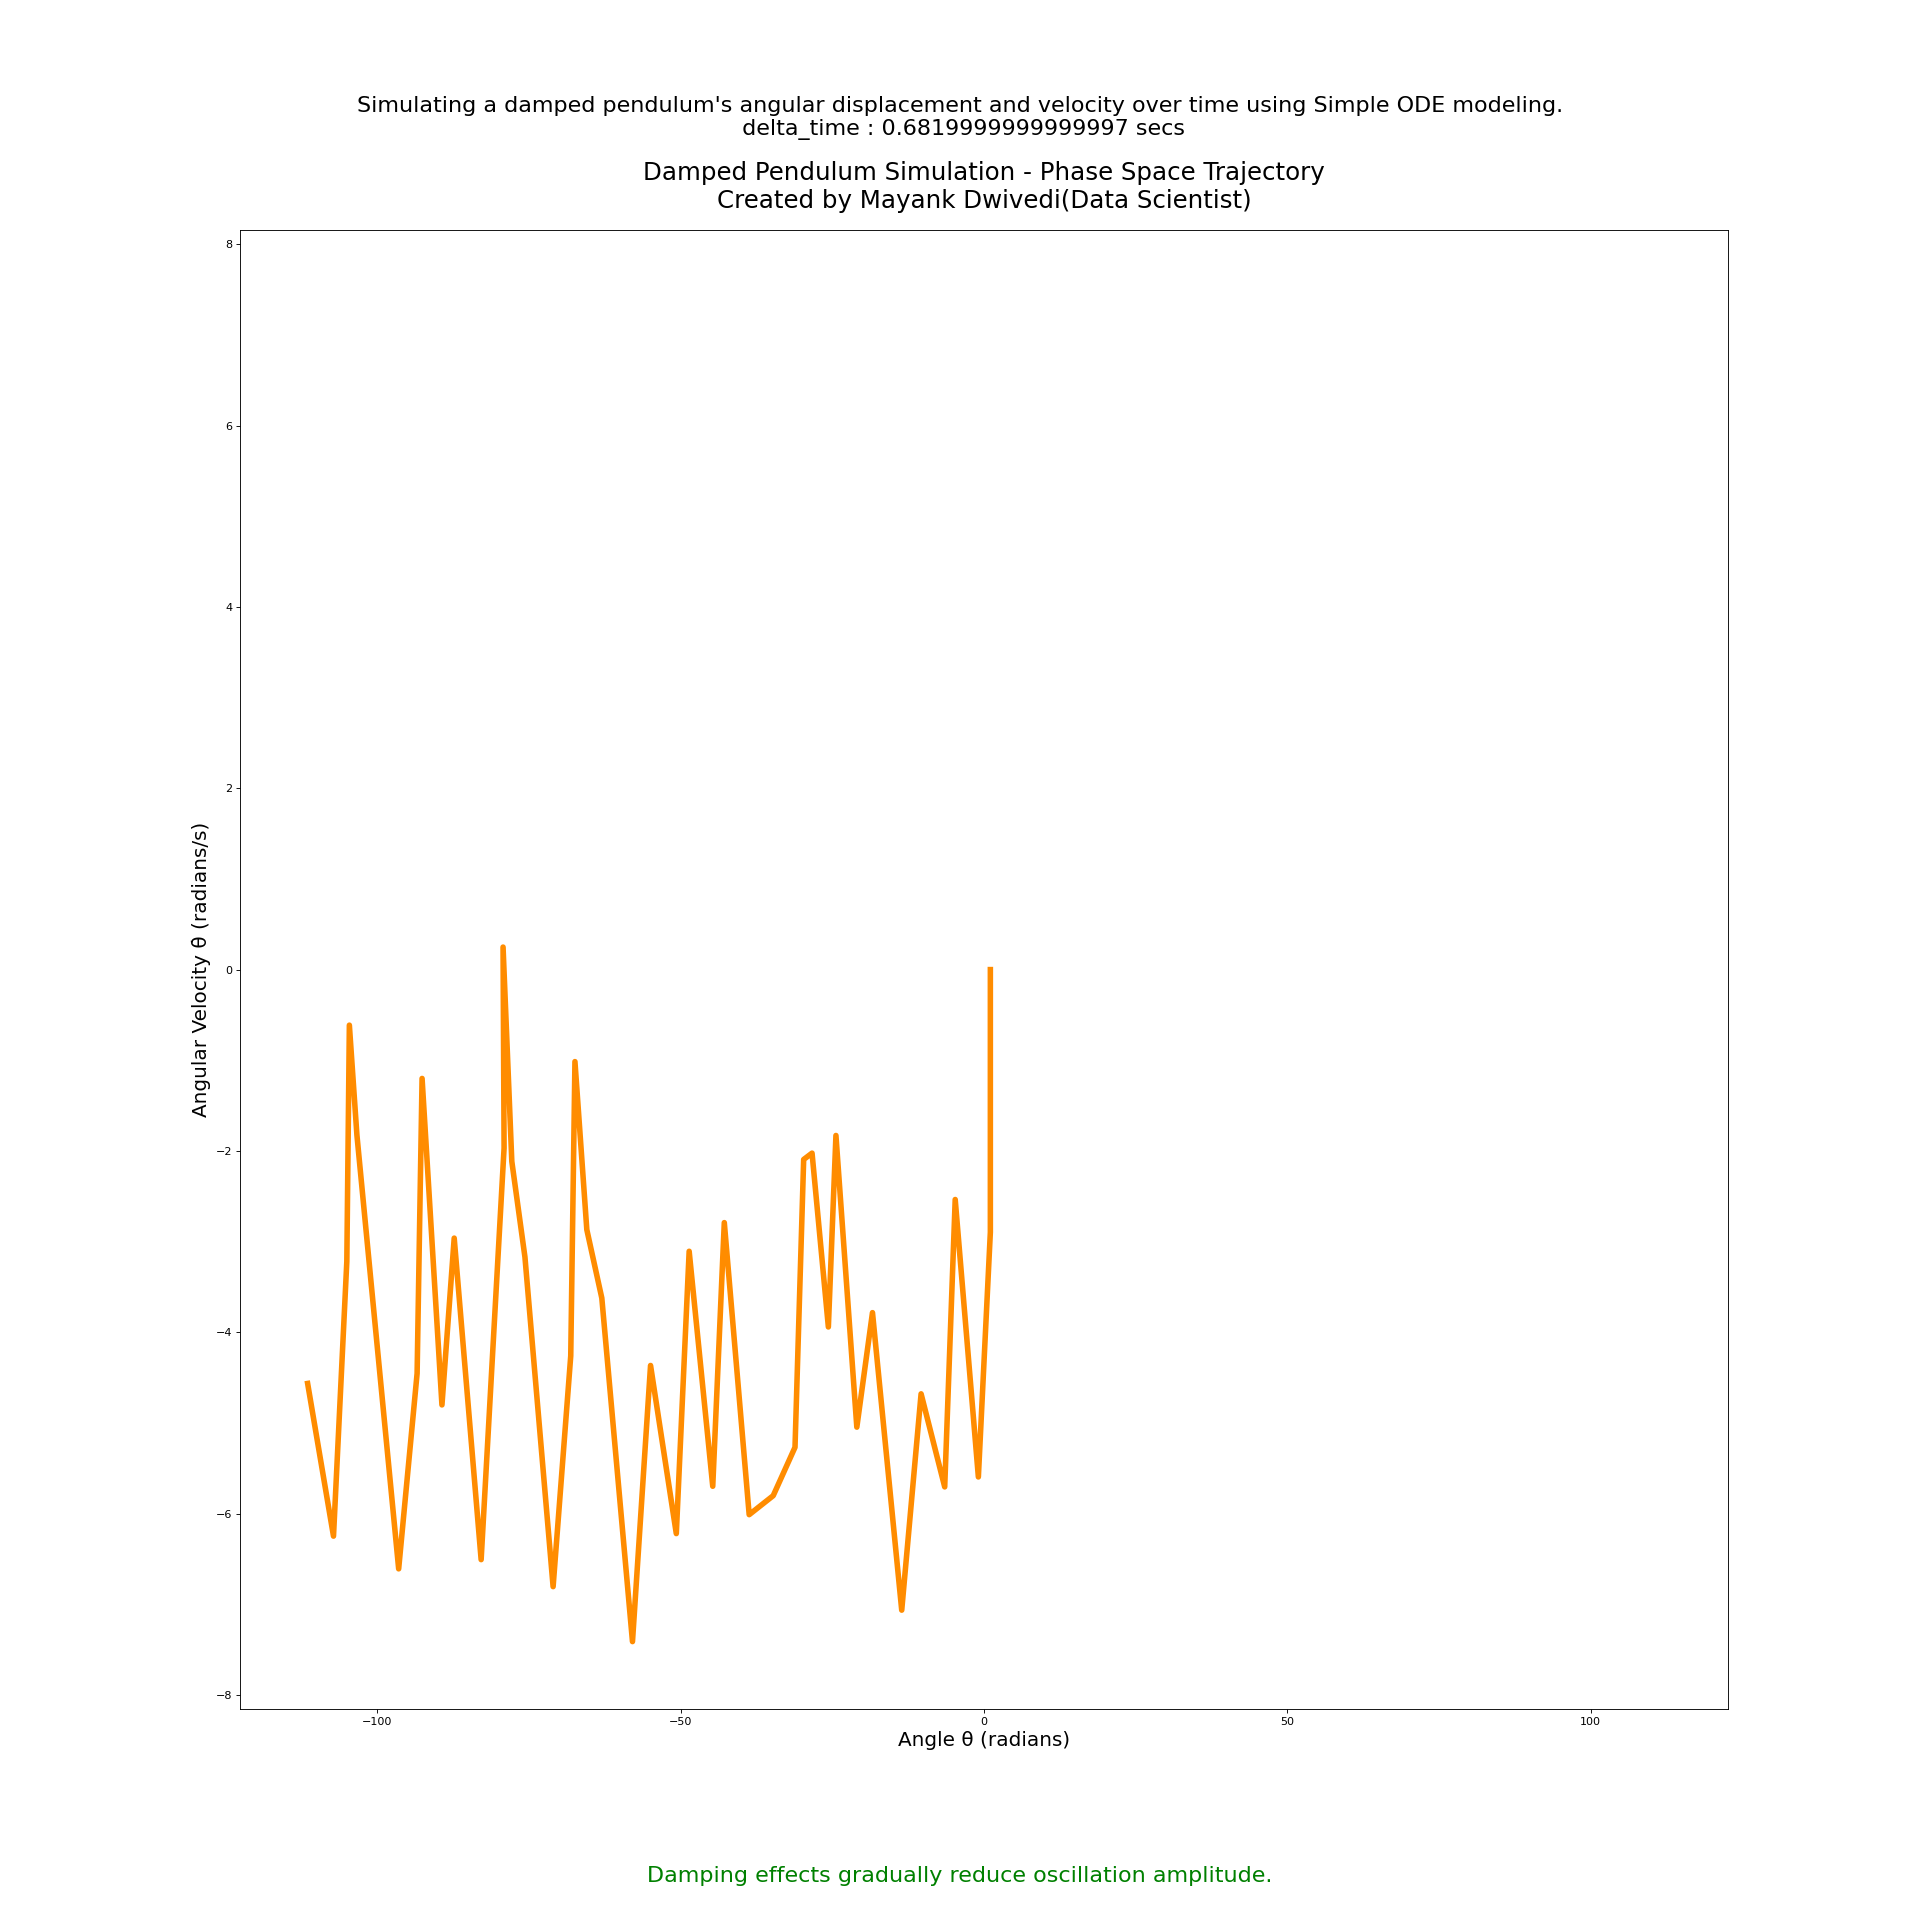 Simulating a damped pendulum's angular displacement and velocity over time using Simple ODE modeling.
delta_time : 0.6819999999999997 secs
Damped Pendulum Simulation - Phase Space Trajectory
Created by Mayank Dwivedi(Data Scientist)
8
6
4
2
0
−2
−4
−6
−8
Angular Velocity θ (radians/s)
−100
−50
0
50
100
Angle θ (radians)
Damping effects gradually reduce oscillation amplitude.